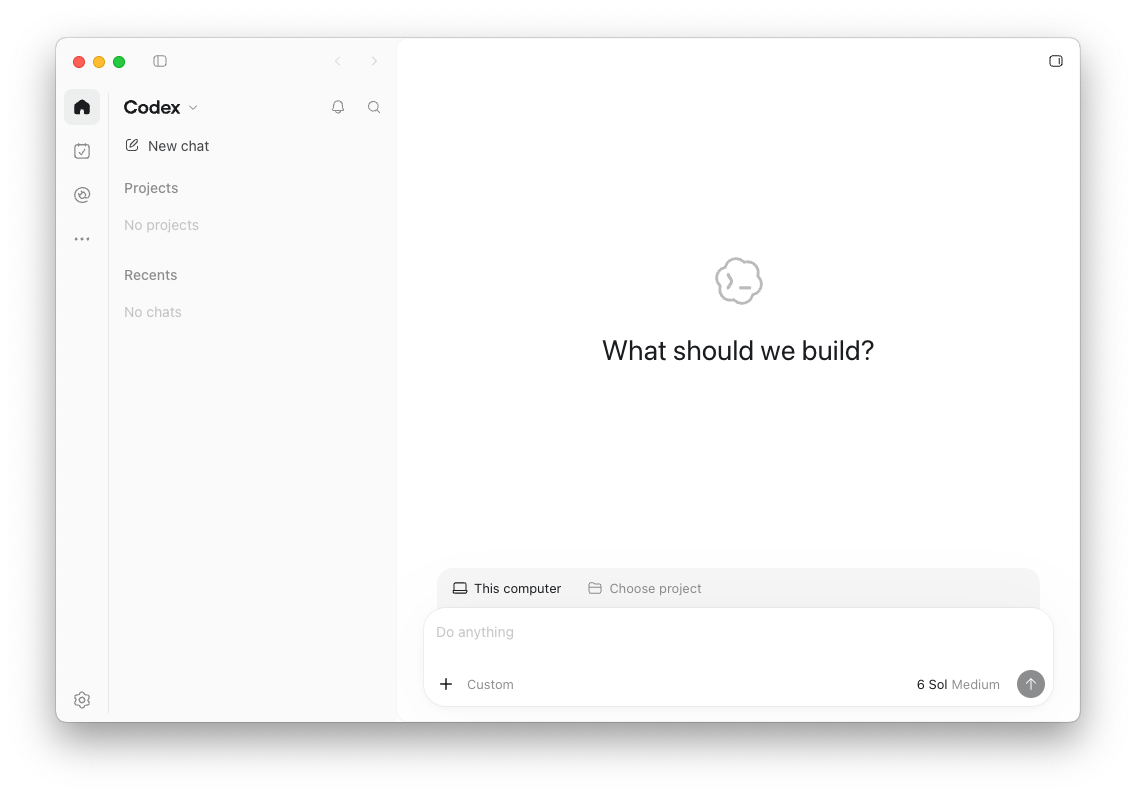 Codex
New chat
Projects
No projects
Recents
No chats
What should we build?
This computer
Choose project
Do anything
Custom
6 Sol Medium